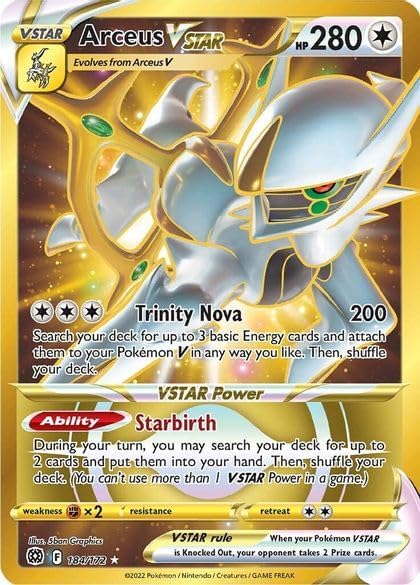 VSTAR Arceus VSTAR HP 280
Evolves from Arceus V
Trinity Nova 200
Search your deck for up to 3 basic Energy cards and attach
them to your Pokémon V in any way you like. Then, shuffle
your deck.
VSTAR Power
Ability Starbirth
During your turn, you may search your deck for up to
2 cards and put them into your hand. Then, shuffle your
deck. (You can't use more than 1 VSTAR Power in a game.)
weakness ×2 resistance retreat
Illus. 5ban Graphics
F 184/172 ★
VSTAR rule When your Pokémon VSTAR
is Knocked Out, your opponent takes 2 Prize cards.
©2022 Pokémon / Nintendo / Creatures / GAME FREAK